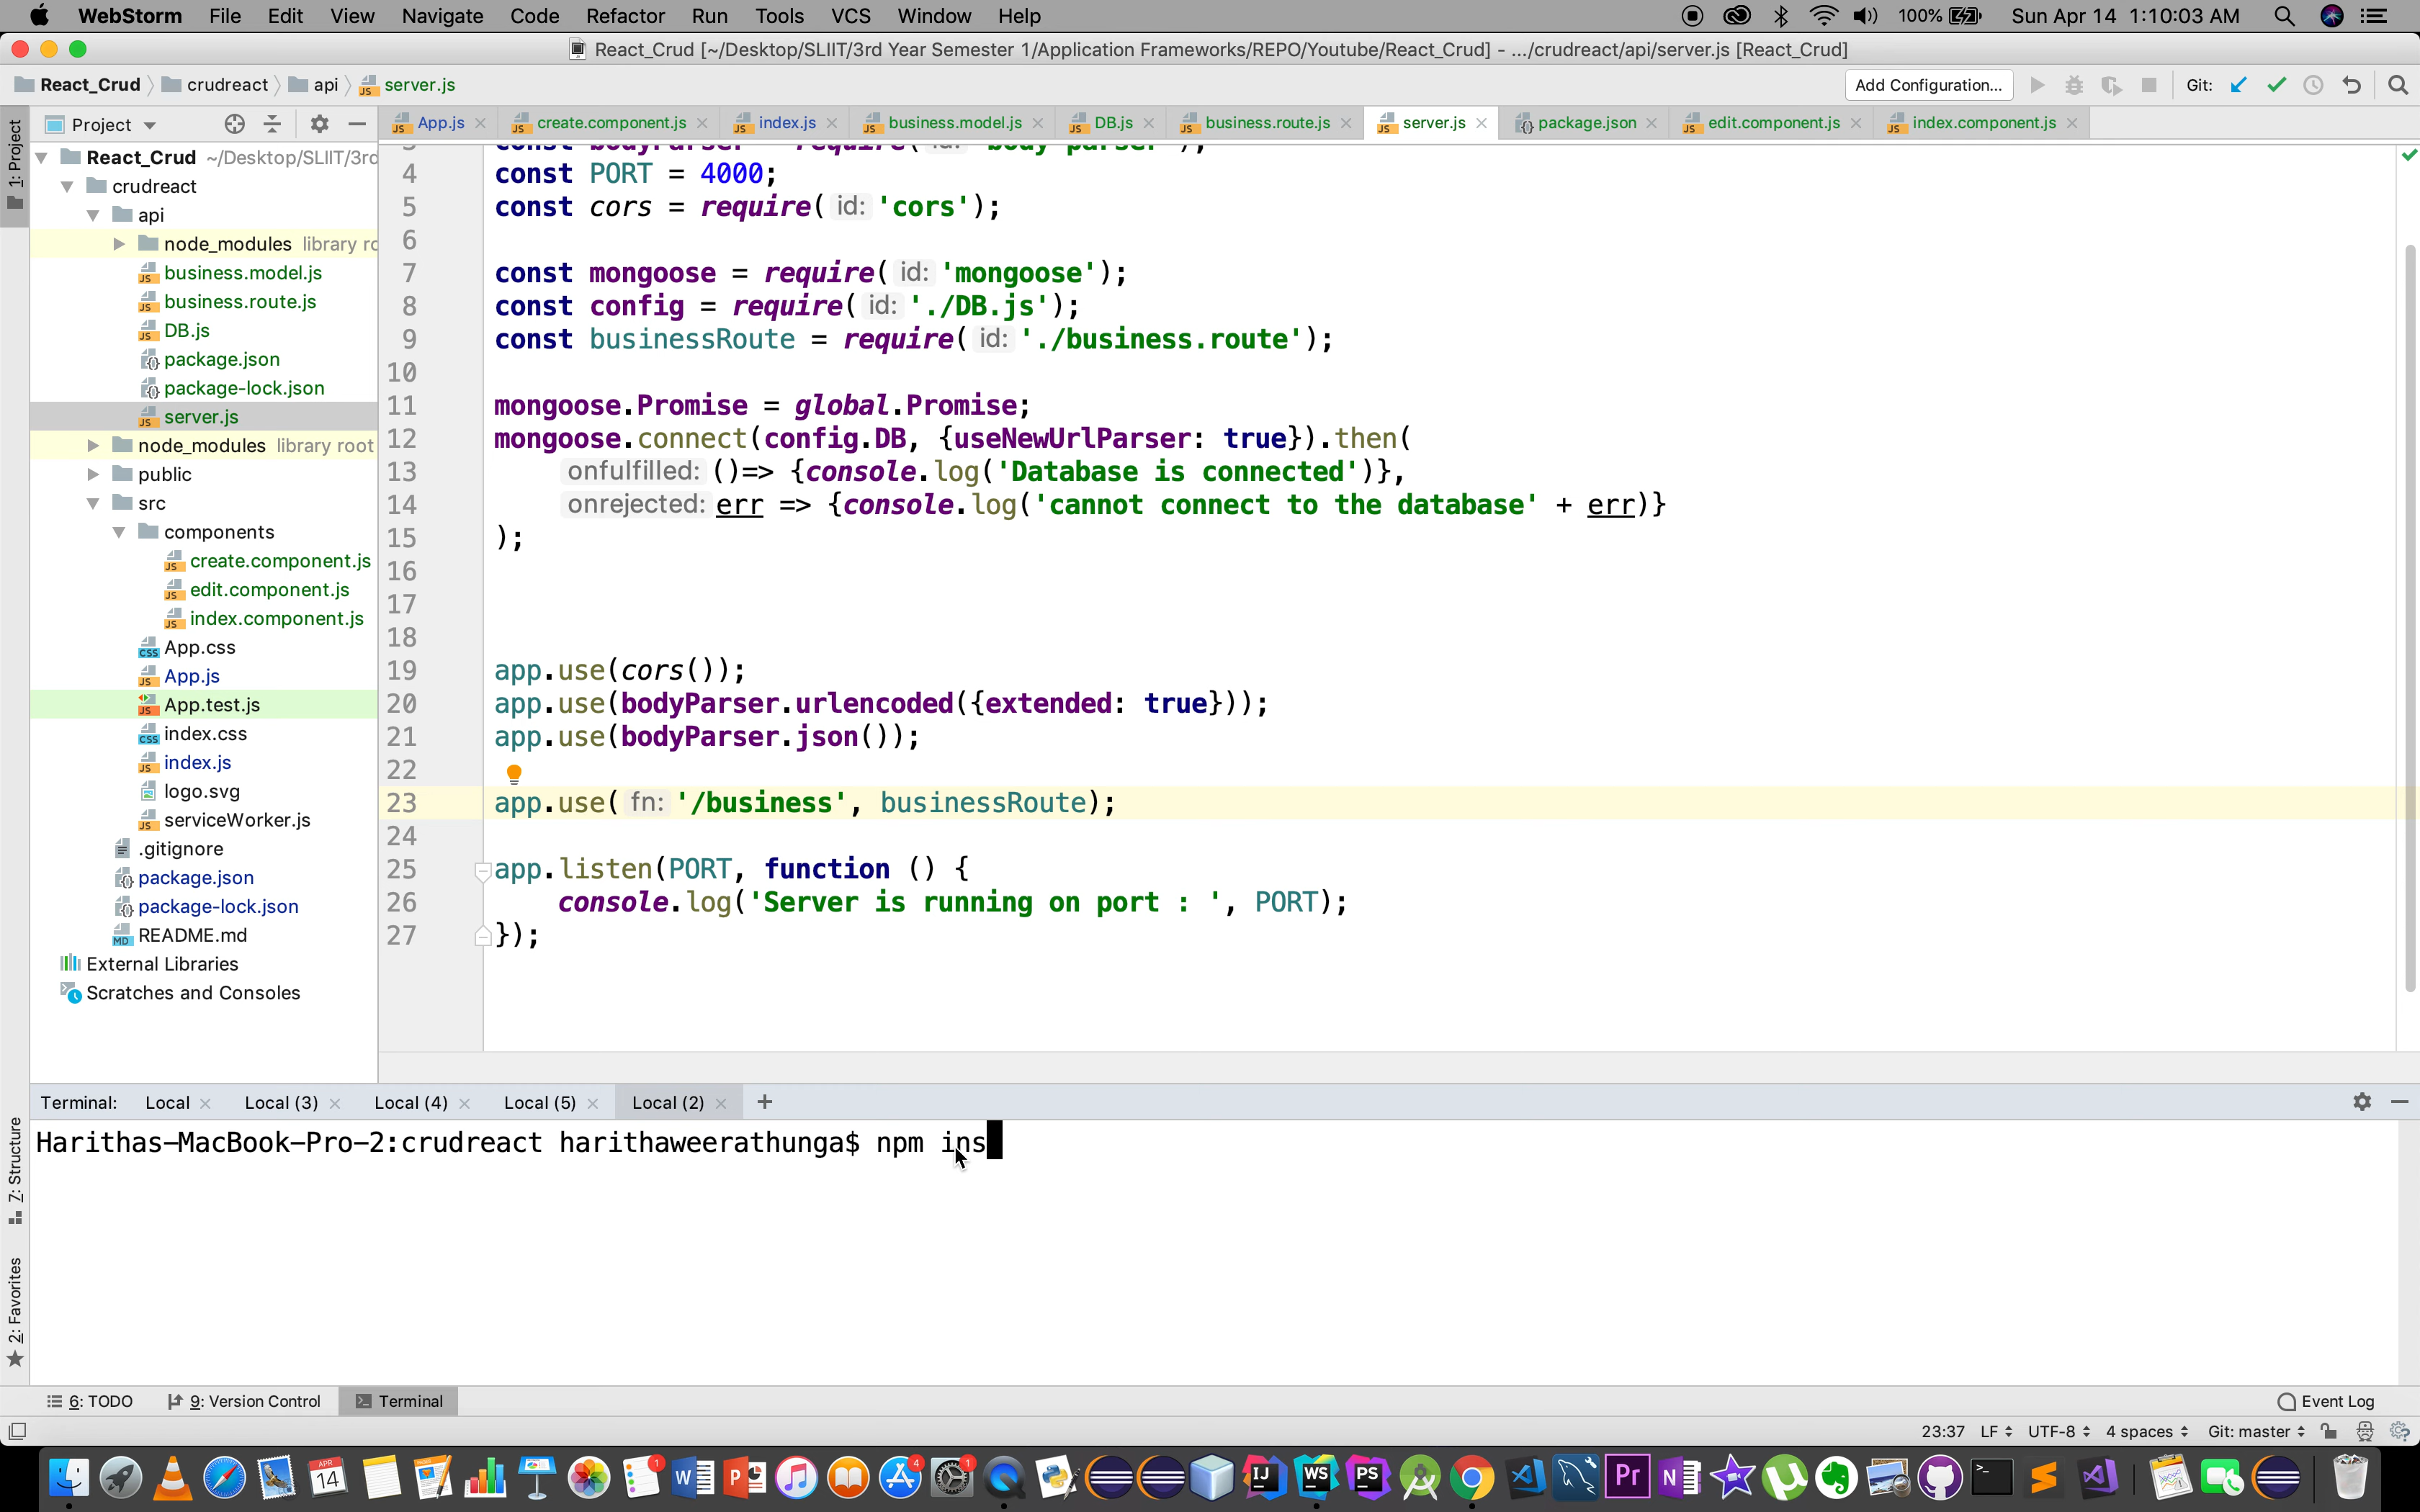 WebStorm File Edit View Navigate Code Refactor Run Tools VCS Window Help 100% Sun Apr 14 1:10:03 AM
React_Crud [~/Desktop/SLIIT/3rd Year Semester 1/Application Frameworks/REPO/Youtube/React_Crud] - .../crudreact/api/server.js [React_Crud]
React_Crud crudreact api server.js Add Configuration... Git:
Project App.js create.component.js index.js business.model.js DB.js business.route.js server.js package.json edit.component.js index.component.js
1: Project
React_Crud ~/Desktop/SLIIT/3rd
crudreact
api
node_modules library ro
business.model.js
business.route.js
DB.js
package.json
package-lock.json
server.js
node_modules library root
public
src
components
create.component.js
edit.component.js
index.component.js
App.css
App.js
App.test.js
index.css
index.js
logo.svg
serviceWorker.js
.gitignore
package.json
package-lock.json
README.md
External Libraries
Scratches and Consoles
3 const bodyParser = require( id: 'body-parser');
4 const PORT = 4000;
5 const cors = require( id: 'cors');
6
7 const mongoose = require( id: 'mongoose');
8 const config = require( id: './DB.js');
9 const businessRoute = require( id: './business.route');
10
11 mongoose.Promise = global.Promise;
12 mongoose.connect(config.DB, {useNewUrlParser: true}).then(
13 onfulfilled: ()=> {console.log('Database is connected')},
14 onrejected: err => {console.log('cannot connect to the database' + err)}
15 );
16
17
18
19 app.use(cors());
20 app.use(bodyParser.urlencoded({extended: true}));
21 app.use(bodyParser.json());
22
23 app.use( fn: '/business', businessRoute);
24
25 app.listen(PORT, function () {
26 console.log('Server is running on port : ', PORT);
27 });
7: Structure
2: Favorites
Terminal: Local Local (3) Local (4) Local (5) Local (2) +
Harithas-MacBook-Pro-2:crudreact harithaweerathunga$ npm ins
6: TODO 9: Version Control Terminal Event Log
23:37 LF UTF-8 4 spaces Git: master